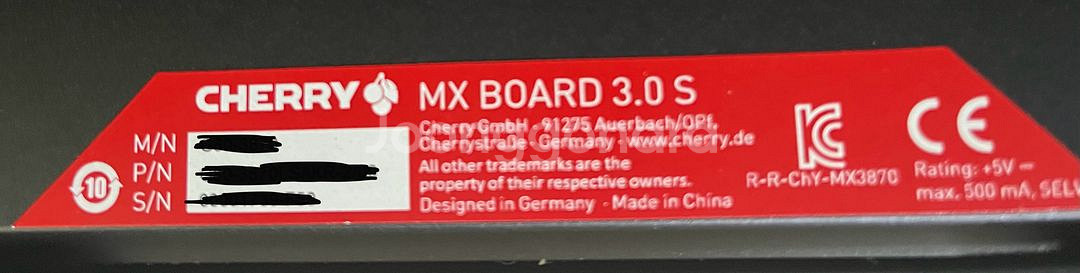 CHERRY MX BOARD 3.0 S
Cherry GmbH · 91275 Auerbach/OPf.
Cherrystraße · Germany · www.cherry.de
All other trademarks are the
property of their respective owners.
Designed in Germany · Made in China
M/N
P/N
S/N
10
R-R-ChY-MX3870
CE
Rating: +5V
max. 500 mA, SELV
Joonggonara